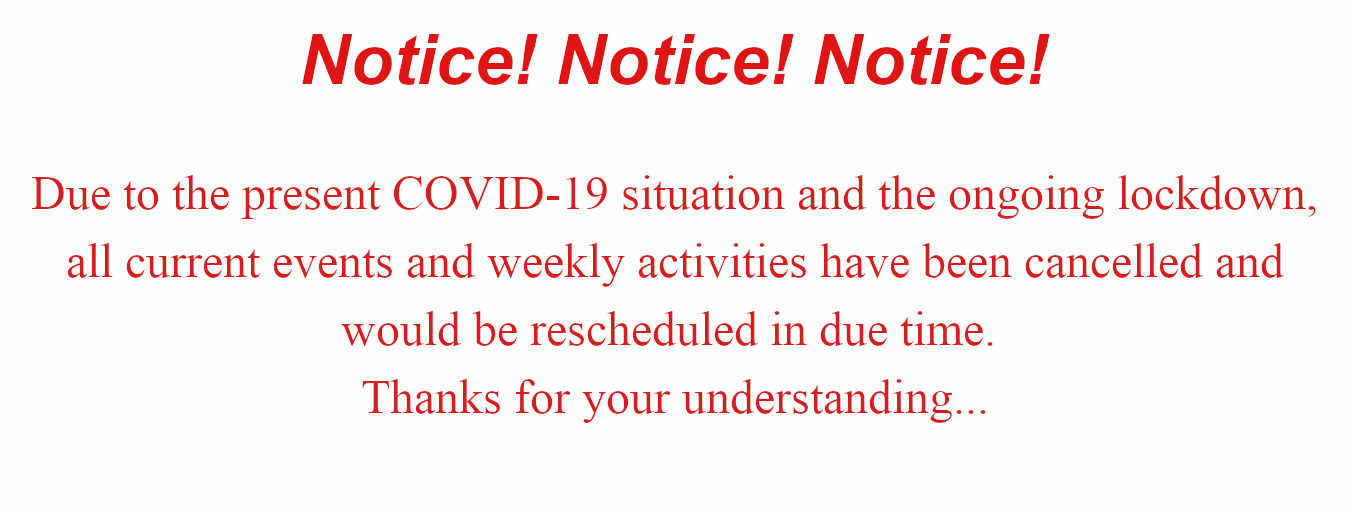 Notice! Notice! Notice!
Due to the present COVID-19 situation and the ongoing lockdown,
all current events and weekly activities have been cancelled and
would be rescheduled in due time.
Thanks for your understanding...